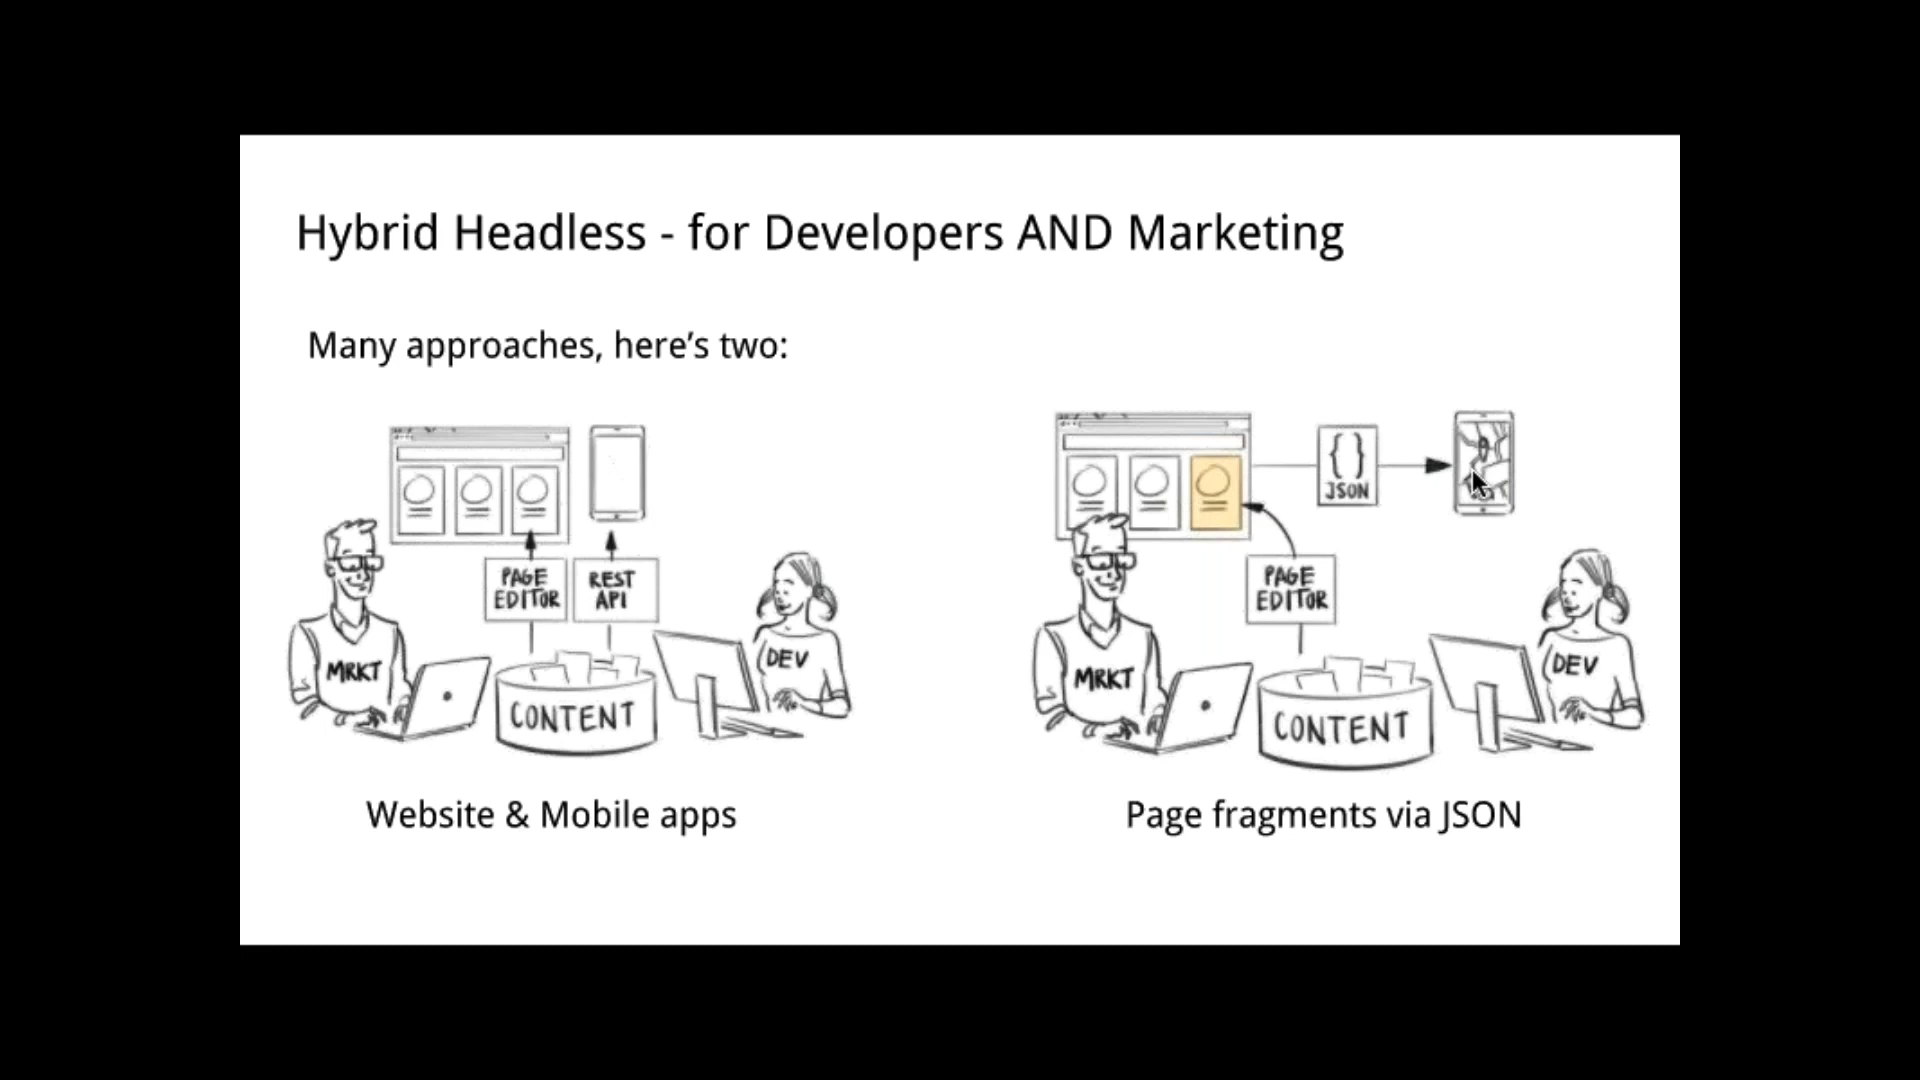 Hybrid Headless - for Developers AND Marketing
Many approaches, here's two:
PAGE
EDITOR
REST
API
MRKT
DEV
CONTENT
Website & Mobile apps
{}
JSON
PAGE
EDITOR
MRKT
DEV
CONTENT
Page fragments via JSON